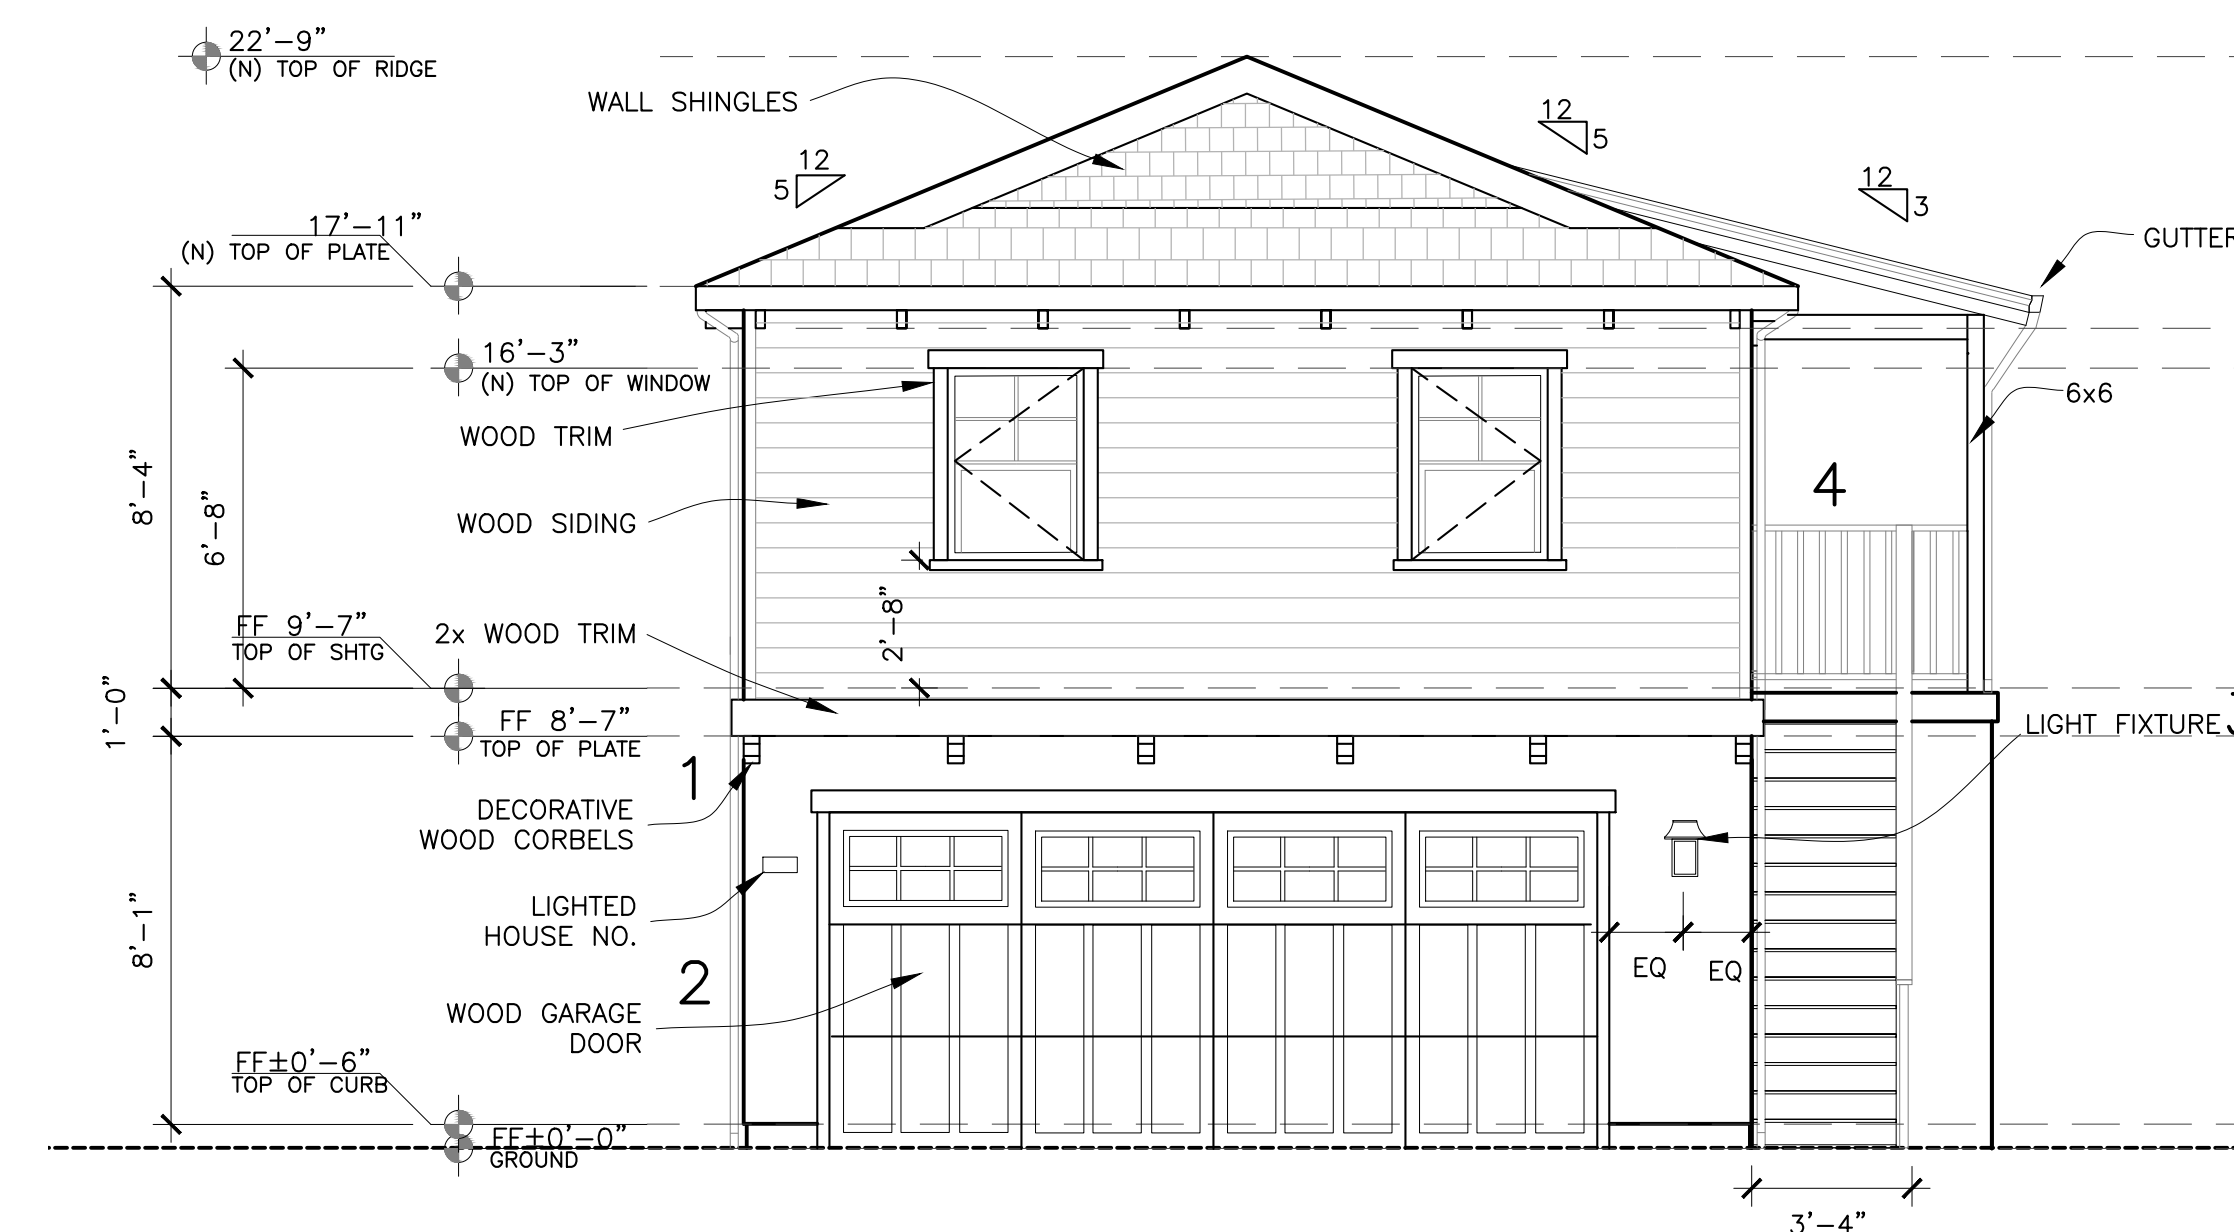 22'-9"
(N) TOP OF RIDGE
WALL SHINGLES
12
5
12
5
12
3
17'-11"
(N) TOP OF PLATE
GUTTER
16'-3"
(N) TOP OF WINDOW
6x6
WOOD TRIM
8'-4"
6'-8"
4
WOOD SIDING
2'-8"
FF 9'-7"
TOP OF SHTG
2x WOOD TRIM
1'-0"
FF 8'-7"
TOP OF PLATE
LIGHT FIXTURE
1
DECORATIVE
WOOD CORBELS
8'-1"
LIGHTED
HOUSE NO.
EQ
EQ
2
WOOD GARAGE
DOOR
FF±0'-6"
TOP OF CURB
FF±0'-0"
GROUND
3'-4"